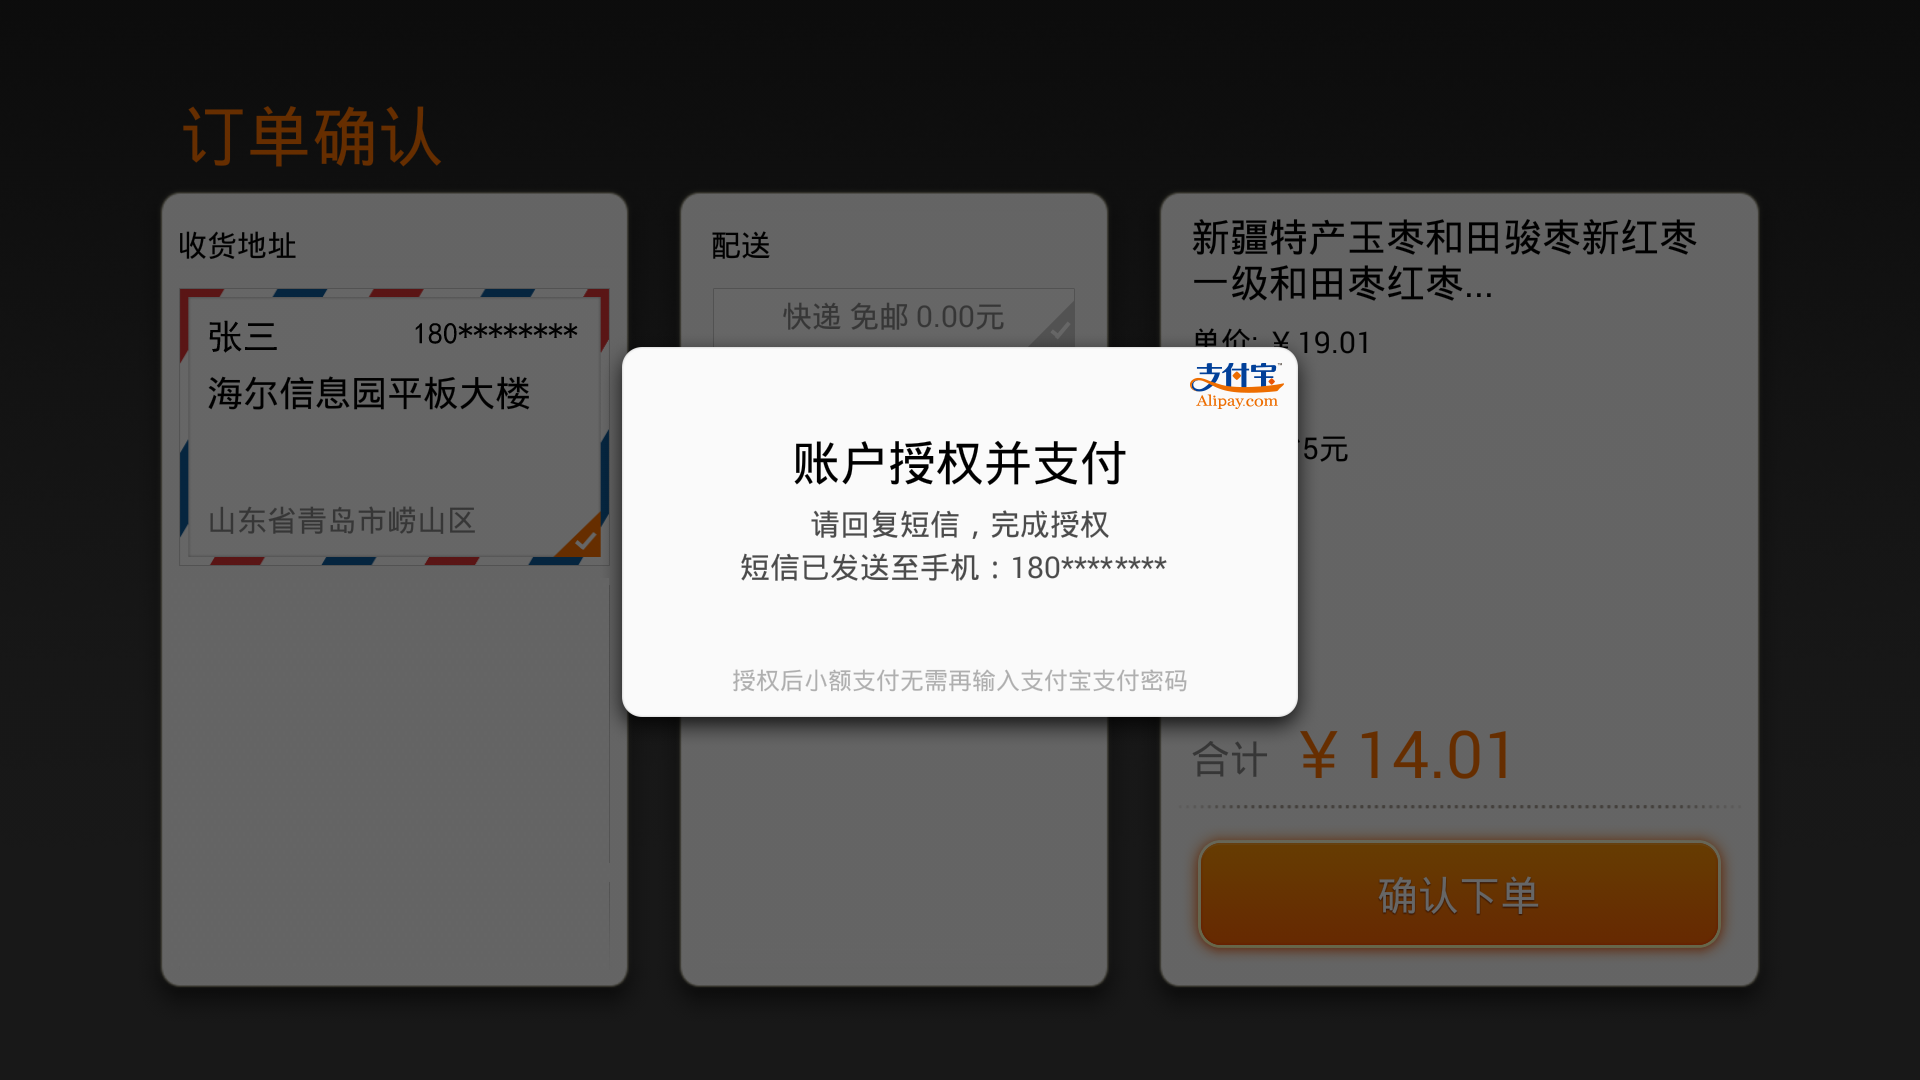 订单确认
收货地址
张三 180********
海尔信息园平板大楼
山东省青岛市崂山区
配送
快递 免邮 0.00元
新疆特产玉枣和田骏枣新红枣
一级和田枣红枣...
单价: ¥ 19.01
5元
合计 ¥ 14.01
确认下单
支付宝
Alipay.com
账户授权并支付
请回复短信，完成授权
短信已发送至手机：180********
授权后小额支付无需再输入支付宝支付密码